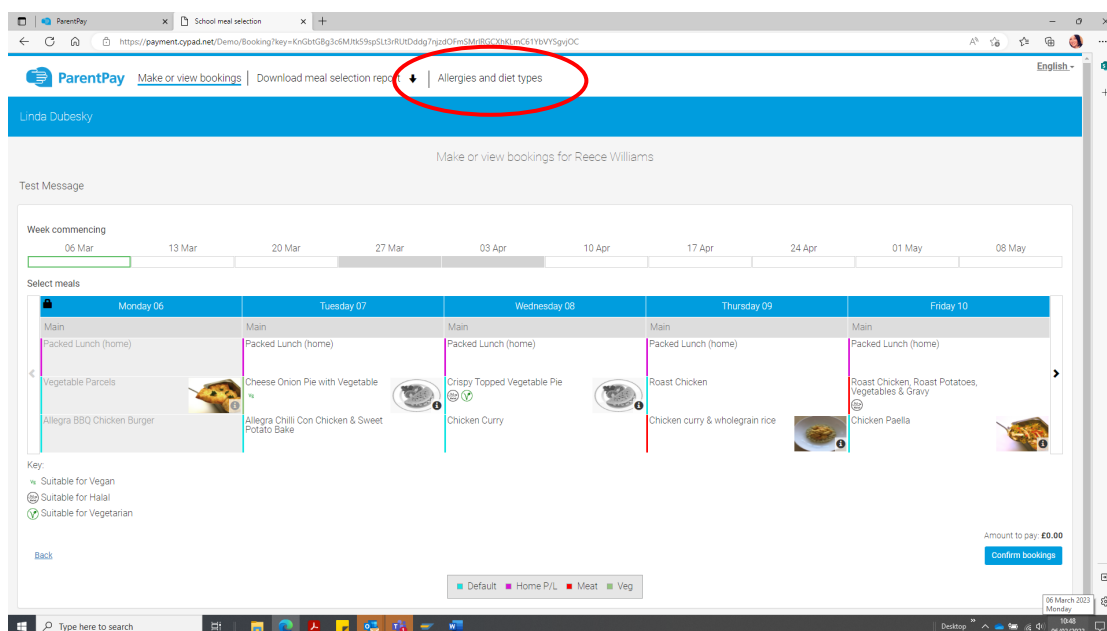 ParentPay
School meal selection
https://payment.cypad.net/Demo/Booking?key=KnGbtGBg3c6MJtk59spSLt3rRUtDddg7njzdOFmSMrIRGCXhKLmC61YbVYSgvjOC
ParentPay Make or view bookings Download meal selection report Allergies and diet types English
Linda Dubesky
Make or view bookings for Reece Williams
Test Message
Week commencing
06 Mar 13 Mar 20 Mar 27 Mar 03 Apr 10 Apr 17 Apr 24 Apr 01 May 08 May
Select meals
Monday 06 Tuesday 07 Wednesday 08 Thursday 09 Friday 10
Main Main Main Main Main
Packed Lunch (home) Packed Lunch (home) Packed Lunch (home) Packed Lunch (home) Packed Lunch (home)
Vegetable Parcels
Cheese Onion Pie with Vegetable
Crispy Topped Vegetable Pie
Roast Chicken
Roast Chicken, Roast Potatoes,
Vegetables & Gravy
Allegra BBQ Chicken Burger
Allegra Chilli Con Chicken & Sweet
Potato Bake
Chicken Curry
Chicken curry & wholegrain rice
Chicken Paella
Key:
Suitable for Vegan
Suitable for Halal
Suitable for Vegetarian
Amount to pay: £0.00
Back
Confirm bookings
Default Home P/L Meat Veg
06 March 2023
Monday
Type here to search
Desktop
10:48